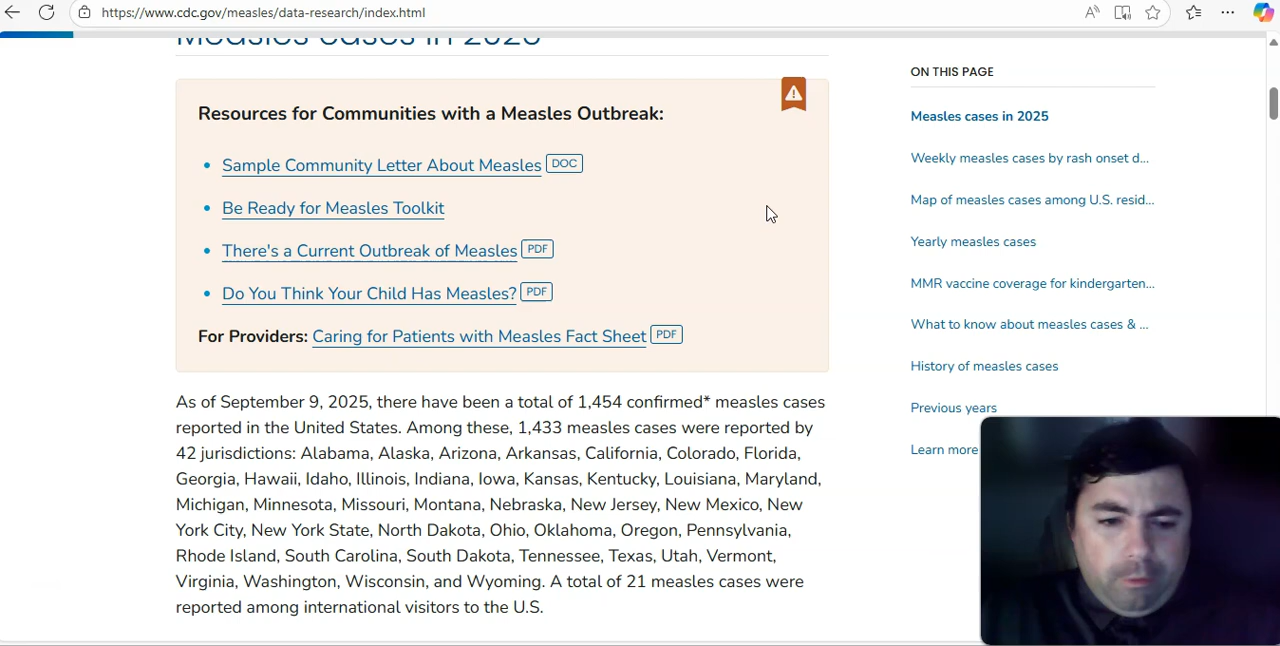 https://www.cdc.gov/measles/data-research/index.html
Measles cases in 2025
Resources for Communities with a Measles Outbreak:
Sample Community Letter About Measles DOC
Be Ready for Measles Toolkit
There's a Current Outbreak of Measles PDF
Do You Think Your Child Has Measles? PDF
For Providers: Caring for Patients with Measles Fact Sheet PDF
As of September 9, 2025, there have been a total of 1,454 confirmed* measles cases
reported in the United States. Among these, 1,433 measles cases were reported by
42 jurisdictions: Alabama, Alaska, Arizona, Arkansas, California, Colorado, Florida,
Georgia, Hawaii, Idaho, Illinois, Indiana, Iowa, Kansas, Kentucky, Louisiana, Maryland,
Michigan, Minnesota, Missouri, Montana, Nebraska, New Jersey, New Mexico, New
York City, New York State, North Dakota, Ohio, Oklahoma, Oregon, Pennsylvania,
Rhode Island, South Carolina, South Dakota, Tennessee, Texas, Utah, Vermont,
Virginia, Washington, Wisconsin, and Wyoming. A total of 21 measles cases were
reported among international visitors to the U.S.
ON THIS PAGE
Measles cases in 2025
Weekly measles cases by rash onset d...
Map of measles cases among U.S. resid...
Yearly measles cases
MMR vaccine coverage for kindergarten...
What to know about measles cases & ...
History of measles cases
Previous years
Learn more